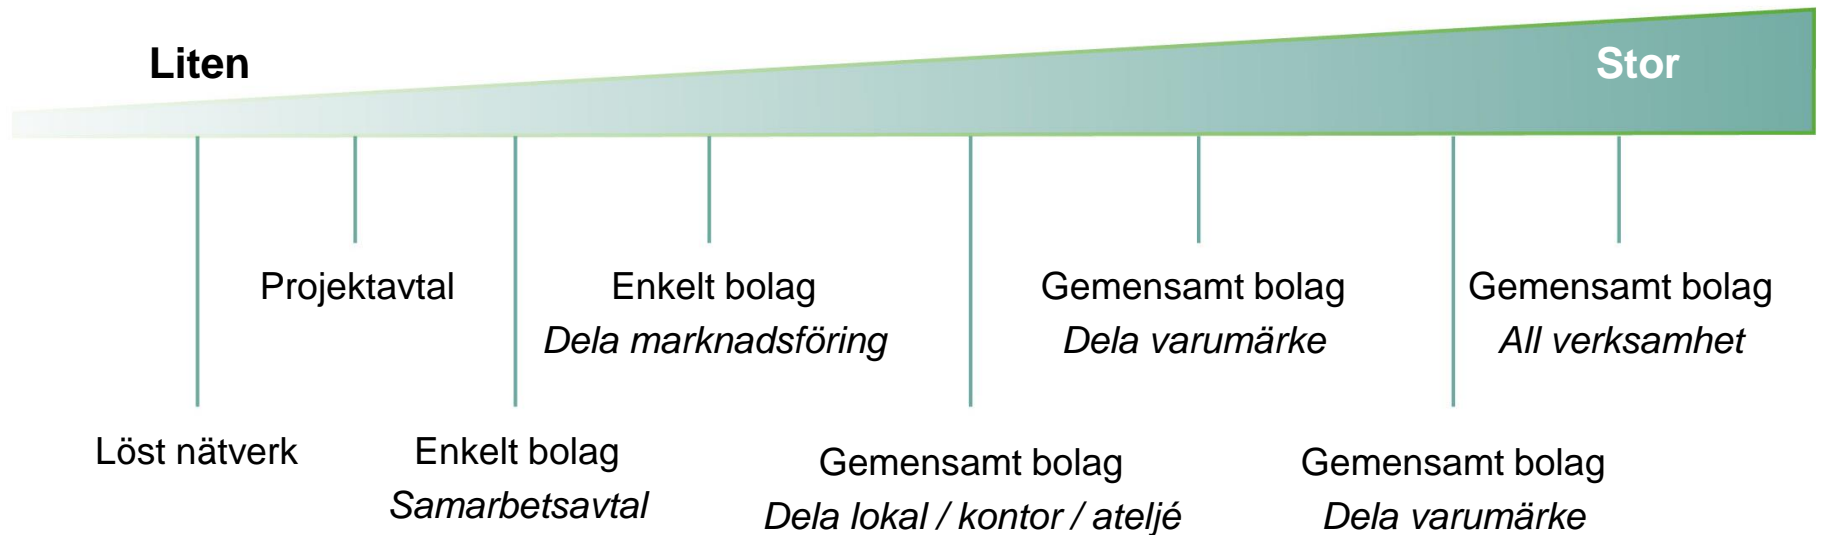 Liten
Stor
Projektavtal
Enkelt bolag
Dela marknadsföring
Gemensamt bolag
Dela varumärke
Gemensamt bolag
All verksamhet
Löst nätverk
Enkelt bolag
Samarbetsavtal
Gemensamt bolag
Dela lokal / kontor / ateljé
Gemensamt bolag
Dela varumärke